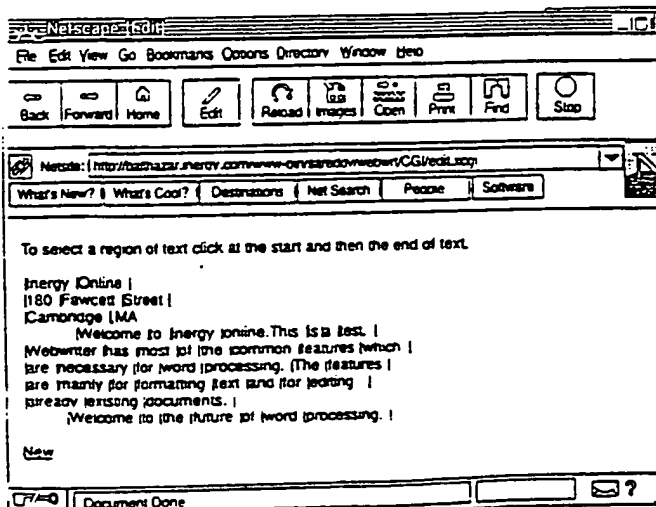 Netscape: [Edit]
File Edit View Go Bookmarks Options Directory Window Help
Back Forward Home Edit Reload Images Open Print Find Stop
Netsite:
What's New? What's Cool? Destinations Net Search People Software
To select a region of text click at the start and then the end of text.
|Inergy |Online |
|180 |Fawcett |Street |
|Cambridge |MA
|Welcome |to |Inergy |online.This |is |a |test. |
|Webwriter |has |most |of |the |common |features |which |
|are |necessary |for |word |processing. |The |features |
|are |mainly |for |formatting |text |and |for |editing |
|already |existing |documents. |
|Welcome |to |the |future |of |word |processing. |
New
Document Done
?